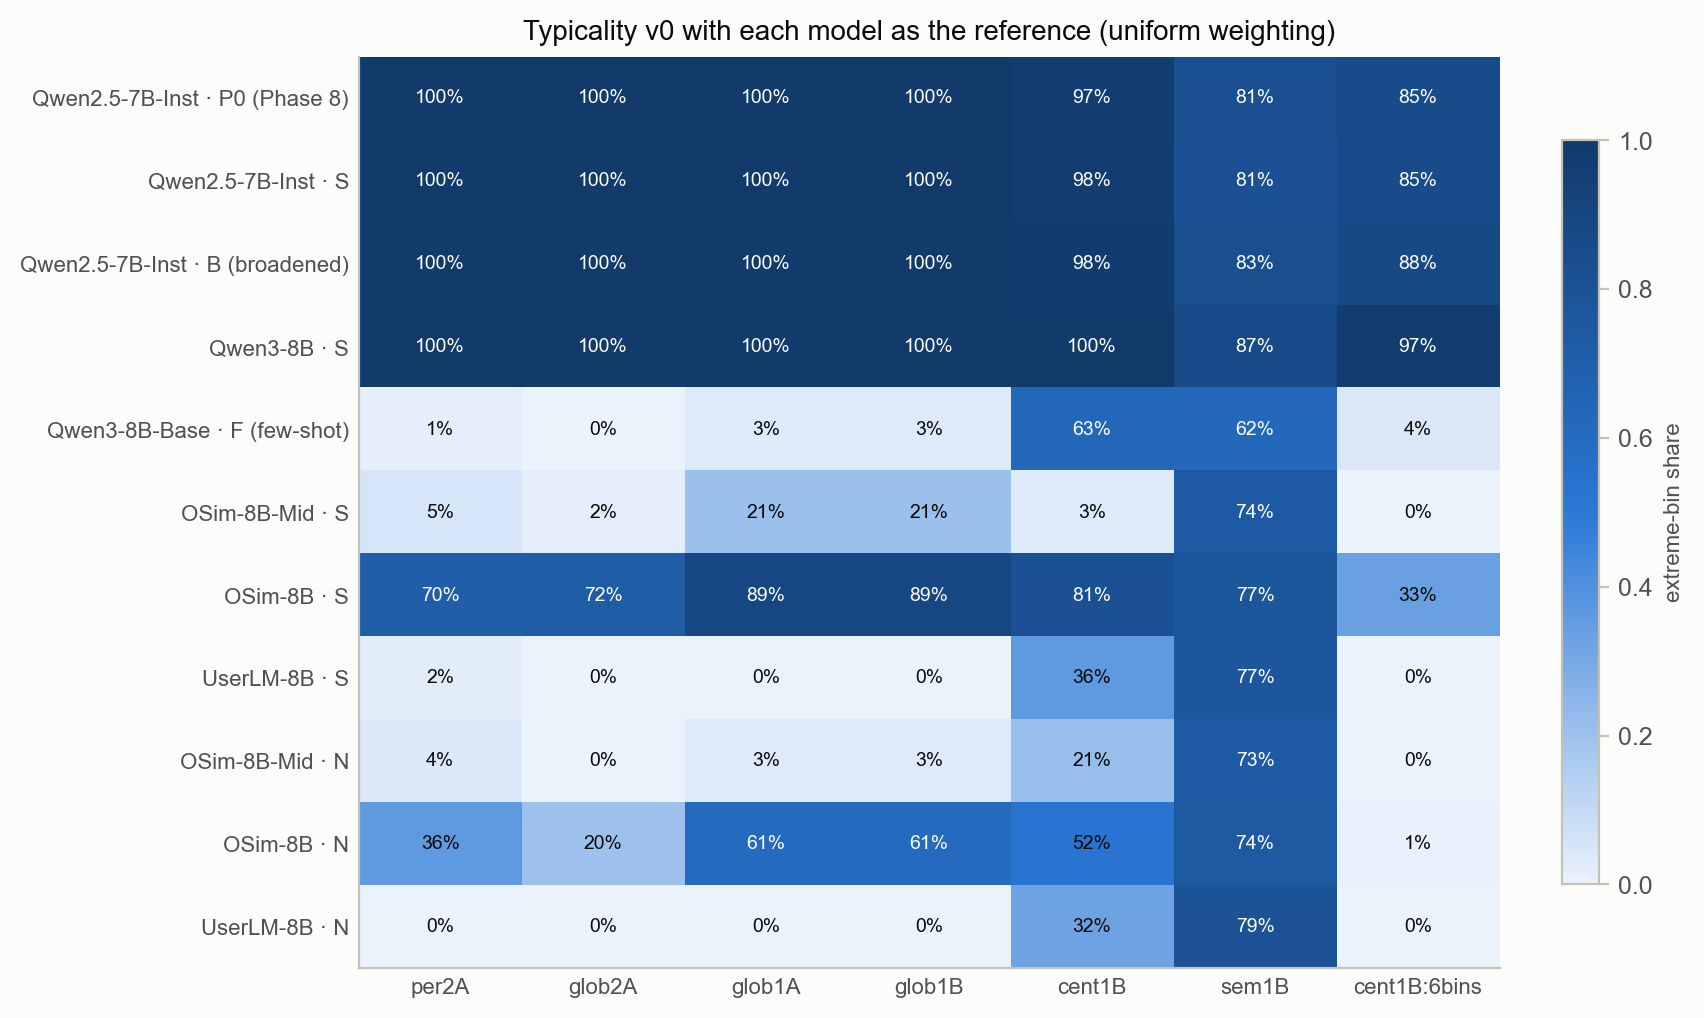 Typicality v0 with each model as the reference (uniform weighting)
Qwen2.5-7B-Inst · P0 (Phase 8) 100% 100% 100% 100% 97% 81% 85%
Qwen2.5-7B-Inst · S 100% 100% 100% 100% 98% 81% 85%
Qwen2.5-7B-Inst · B (broadened) 100% 100% 100% 100% 98% 83% 88%
Qwen3-8B · S 100% 100% 100% 100% 100% 87% 97%
Qwen3-8B-Base · F (few-shot) 1% 0% 3% 3% 63% 62% 4%
OSim-8B-Mid · S 5% 2% 21% 21% 3% 74% 0%
OSim-8B · S 70% 72% 89% 89% 81% 77% 33%
UserLM-8B · S 2% 0% 0% 0% 36% 77% 0%
OSim-8B-Mid · N 4% 0% 3% 3% 21% 73% 0%
OSim-8B · N 36% 20% 61% 61% 52% 74% 1%
UserLM-8B · N 0% 0% 0% 0% 32% 79% 0%
per2A glob2A glob1A glob1B cent1B sem1B cent1B:6bins
1.0
0.8
0.6
0.4
0.2
0.0
extreme-bin share